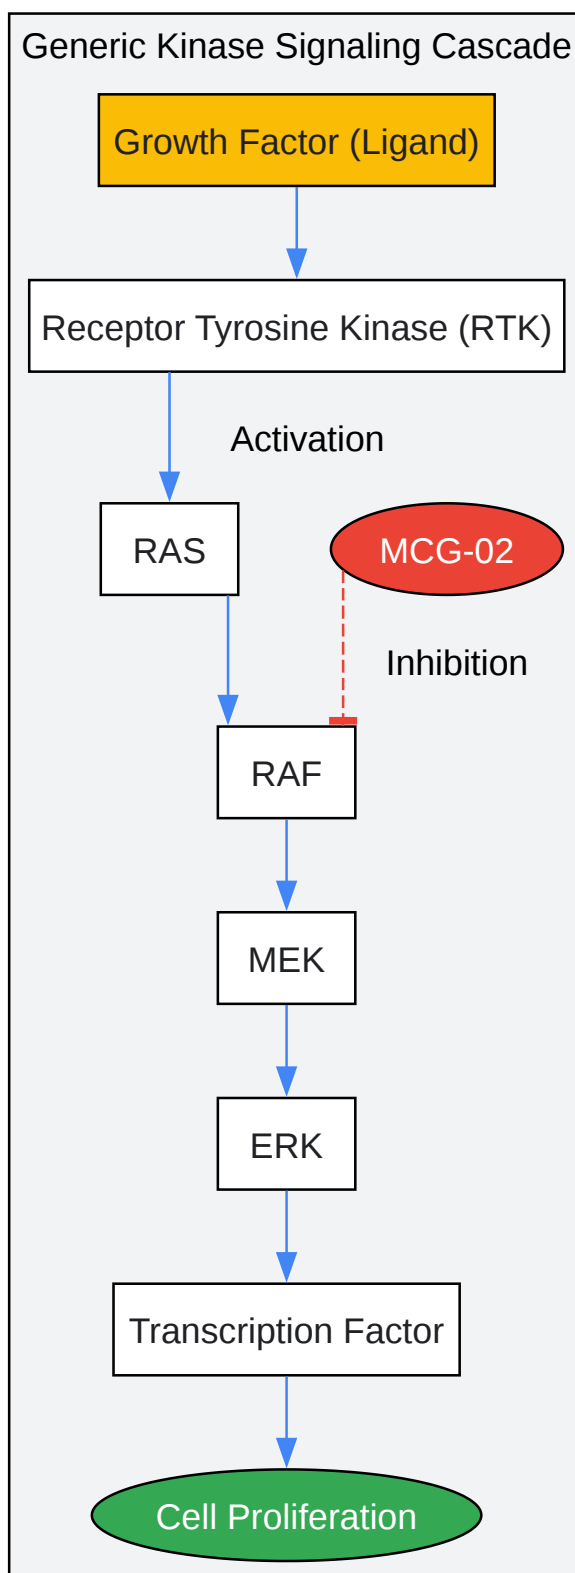 Generic Kinase Signaling Cascade
Growth Factor (Ligand)
Receptor Tyrosine Kinase (RTK)
Activation
RAS
MCG-02
Inhibition
RAF
MEK
ERK
Transcription Factor
Cell Proliferation